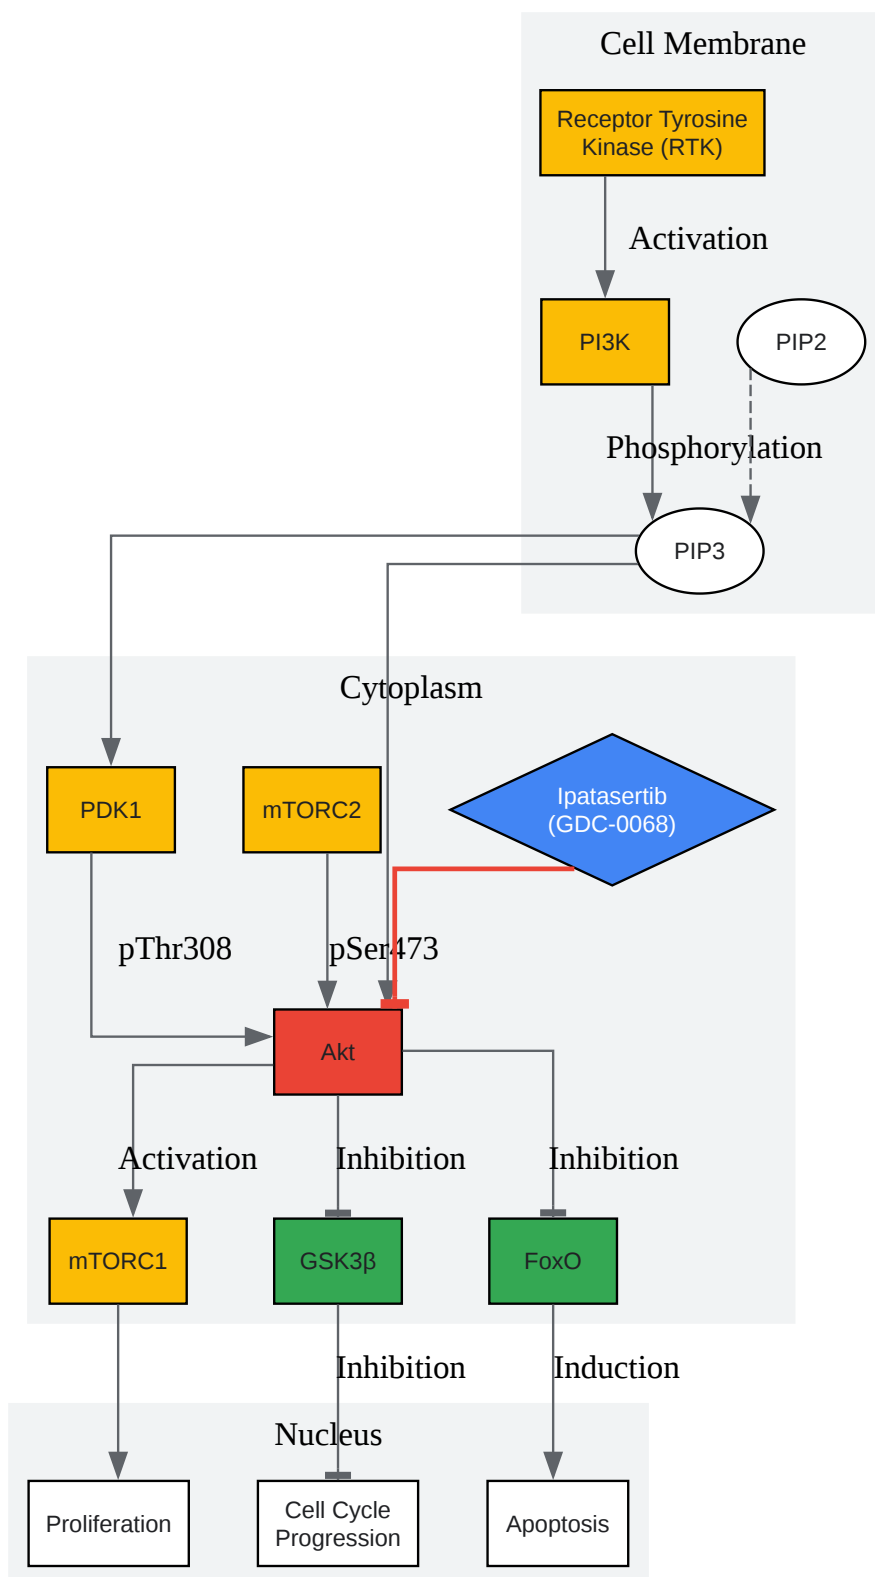 Cell Membrane
Receptor Tyrosine
Kinase (RTK)
Activation
PI3K
PIP2
Phosphorylation
PIP3
Cytoplasm
PDK1
mTORC2
Ipatasertib
(GDC-0068)
pThr308
pSer473
Akt
Activation
Inhibition
Inhibition
mTORC1
GSK3β
FoxO
Inhibition
Induction
Nucleus
Proliferation
Cell Cycle
Progression
Apoptosis